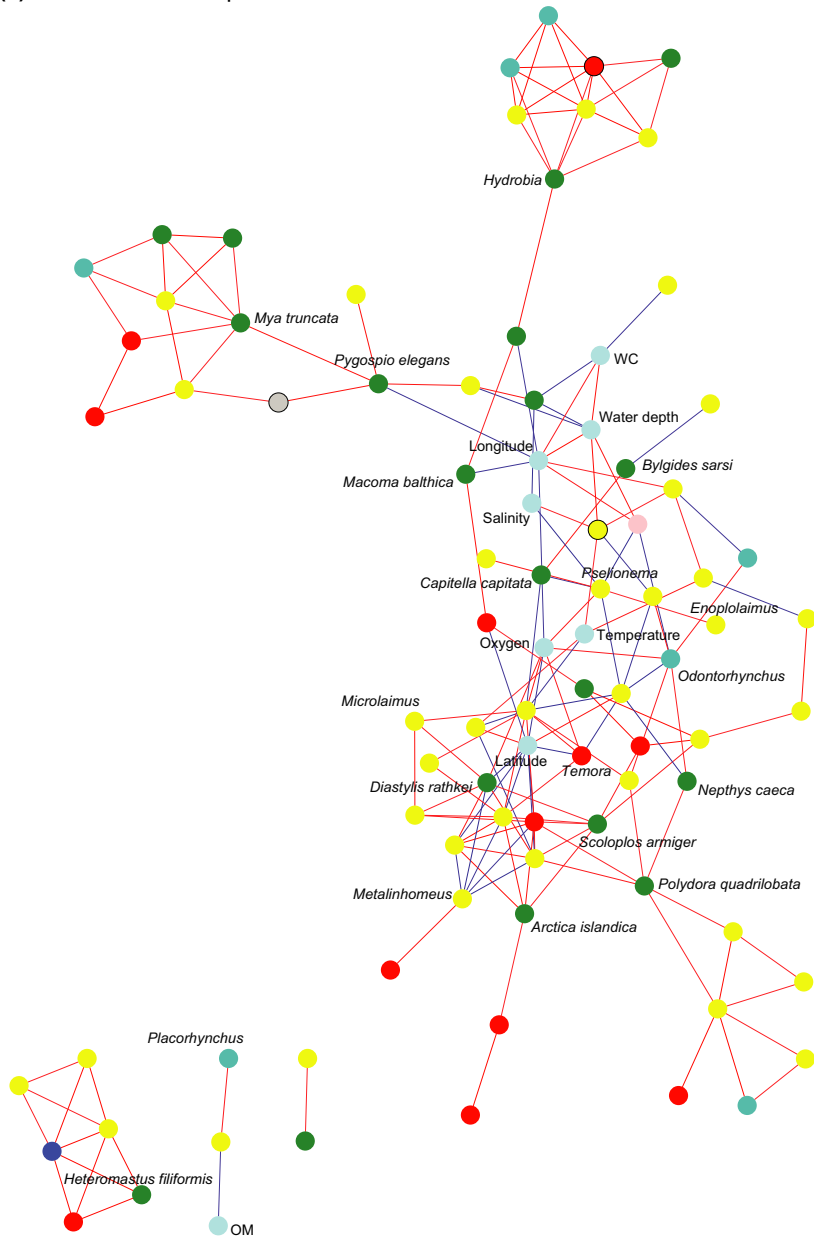 Hydrobia
Mya truncata
Pygospio elegans
WC
Water depth
Longitude
Bylgides sarsi
Macoma balthica
Salinity
Pselionema
Capitella capitata
Enoplolaimus
Temperature
Oxygen
Odontorhynchus
Microlaimus
Latitude
Temora
Diastylis rathkei
Nepthys caeca
Scoloplos armiger
Polydora quadrilobata
Metalinhomeus
Arctica islandica
Placorhynchus
Heteromastus filiformis
OM